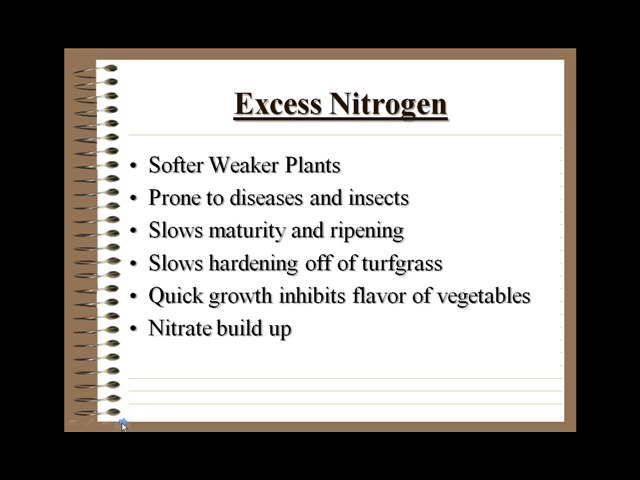 Excess Nitrogen
• Softer Weaker Plants
• Prone to diseases and insects
• Slows maturity and ripening
• Slows hardening off of turfgrass
• Quick growth inhibits flavor of vegetables
• Nitrate build up